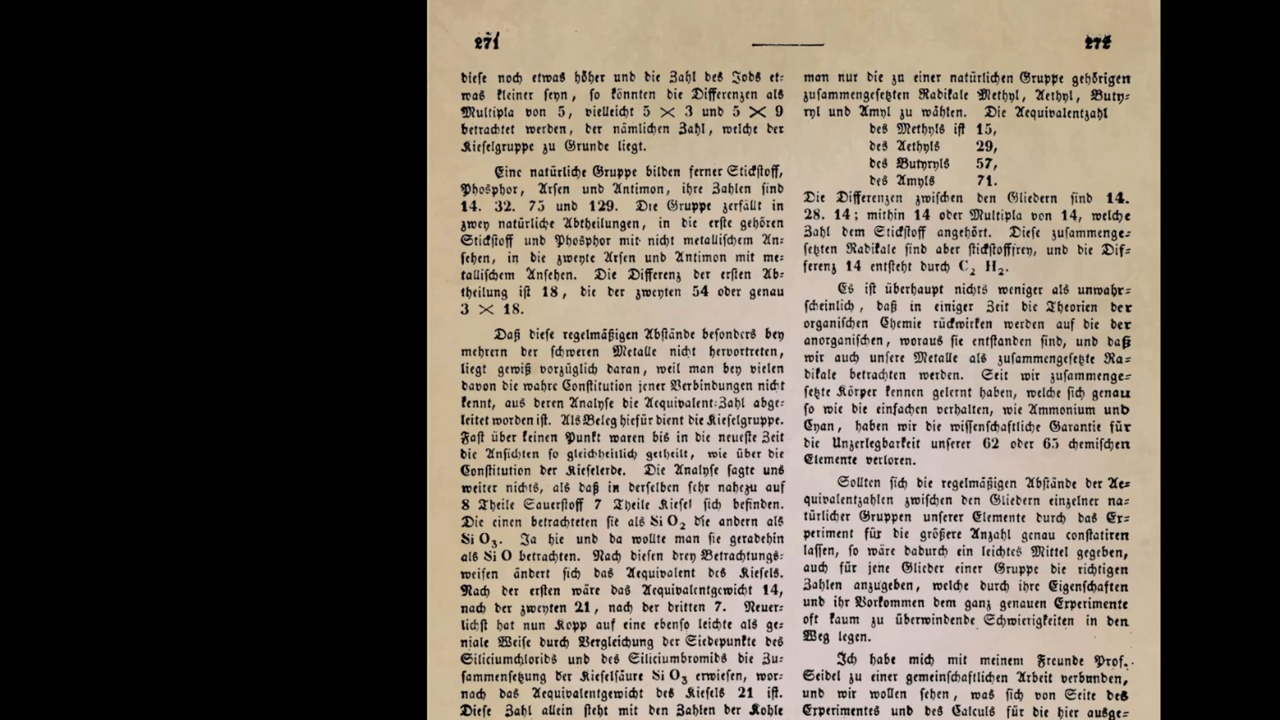 271
272
diese noch etwas höher und die Zahl des Jods et⸗
was kleiner seyn, so könnten die Differenzen als
Multipla von 5, vielleicht 5 × 3 und 5 × 9
betrachtet werden, der nämlichen Zahl, welche der
Kieselgruppe zu Grunde liegt.
Eine natürliche Gruppe bilden ferner Stickstoff,
Phosphor, Arsen und Antimon, ihre Zahlen sind
14. 32. 75 und 129. Die Gruppe zerfällt in
zwey natürliche Abtheilungen, in die erste gehören
Stickstoff und Phosphor mit nicht metallischem An⸗
sehen, in die zweyte Arsen und Antimon mit me⸗
tallischem Ansehen. Die Differenz der ersten Ab⸗
theilung ist 18, die der zweyten 54 oder genau
3 × 18.
Daß diese regelmäßigen Abstände besonders bey
mehrern der schweren Metalle nicht hervortreten,
liegt gewiß vorzüglich daran, weil man bey vielen
davon die wahre Constitution jener Verbindungen nicht
kennt, aus deren Analyse die Aequivalent⸗Zahl abge⸗
leitet worden ist. Als Beleg hiefür dient die Kieselgruppe.
Fast über keinen Punkt waren bis in die neueste Zeit
die Ansichten so gleichheitlich getheilt, wie über die
Constitution der Kieselerde. Die Analyse sagte uns
weiter nichts, als daß in derselben sehr nahezu auf
8 Theile Sauerstoff 7 Theile Kiesel sich befinden.
Die einen betrachteten sie als Si O₂ die andern als
Si O₃. Ja hie und da wollte man sie geradehin
als Si O betrachten. Nach diesen drey Betrachtungs⸗
weisen ändert sich das Aequivalent des Kiesels.
Nach der ersten wäre das Aequivalentgewicht 14,
nach der zweyten 21, nach der dritten 7. Neuer⸗
lichst hat nun Kopp auf eine ebenso leichte als ge⸗
niale Weise durch Vergleichung der Siedepunkte des
Siliciumchlorids und des Siliciumbromids die Zu⸗
sammensetzung der Kieselsäure Si O₃ erwiesen, wor⸗
nach das Aequivalentgewicht des Kiesels 21 ist.
Diese Zahl allein steht mit den Zahlen der Kohle
man nur die zu einer natürlichen Gruppe gehörigen
zusammengesetzten Radikale Methyl, Aethyl, Buty⸗
ryl und Amyl zu wählen. Die Aequivalentzahl
des Methyls ist 15,
des Aethyls 29,
des Butyryls 57,
des Amyls 71.
Die Differenzen zwischen den Gliedern sind 14.
28. 14; mithin 14 oder Multipla von 14, welche
Zahl dem Stickstoff angehört. Diese zusammenge⸗
setzten Radikale sind aber stickstofffrey, und die Dif⸗
ferenz 14 entsteht durch C₂ H₂.
Es ist überhaupt nichts weniger als unwahr⸗
scheinlich, daß in einiger Zeit die Theorien der
organischen Chemie rückwirken werden auf die der
anorganischen, woraus sie entstanden sind, und daß
wir auch unsere Metalle als zusammengesetzte Ra⸗
dikale betrachten werden. Seit wir zusammenge⸗
setzte Körper kennen gelernt haben, welche sich genau
so wie die einfachen verhalten, wie Ammonium und
Cyan, haben wir die wissenschaftliche Garantie für
die Unzerlegbarkeit unserer 62 oder 65 chemischen
Elemente verloren.
Sollten sich die regelmäßigen Abstände der Ae⸗
quivalentzahlen zwischen den Gliedern einzelner na⸗
türlicher Gruppen unserer Elemente durch das Ex⸗
periment für die größere Anzahl genau constatiren
lassen, so wäre dadurch ein leichtes Mittel gegeben,
auch für jene Glieder einer Gruppe die richtigen
Zahlen anzugeben, welche durch ihre Eigenschaften
und ihr Vorkommen dem ganz genauen Experimente
oft kaum zu überwindende Schwierigkeiten in den
Weg legen.
Ich habe mich mit meinem Freunde Prof.
Seidel zu einer gemeinschaftlichen Arbeit verbunden,
und wir wollen sehen, was sich von Seite des
Experimentes und des Calculs für die hier ausge⸗